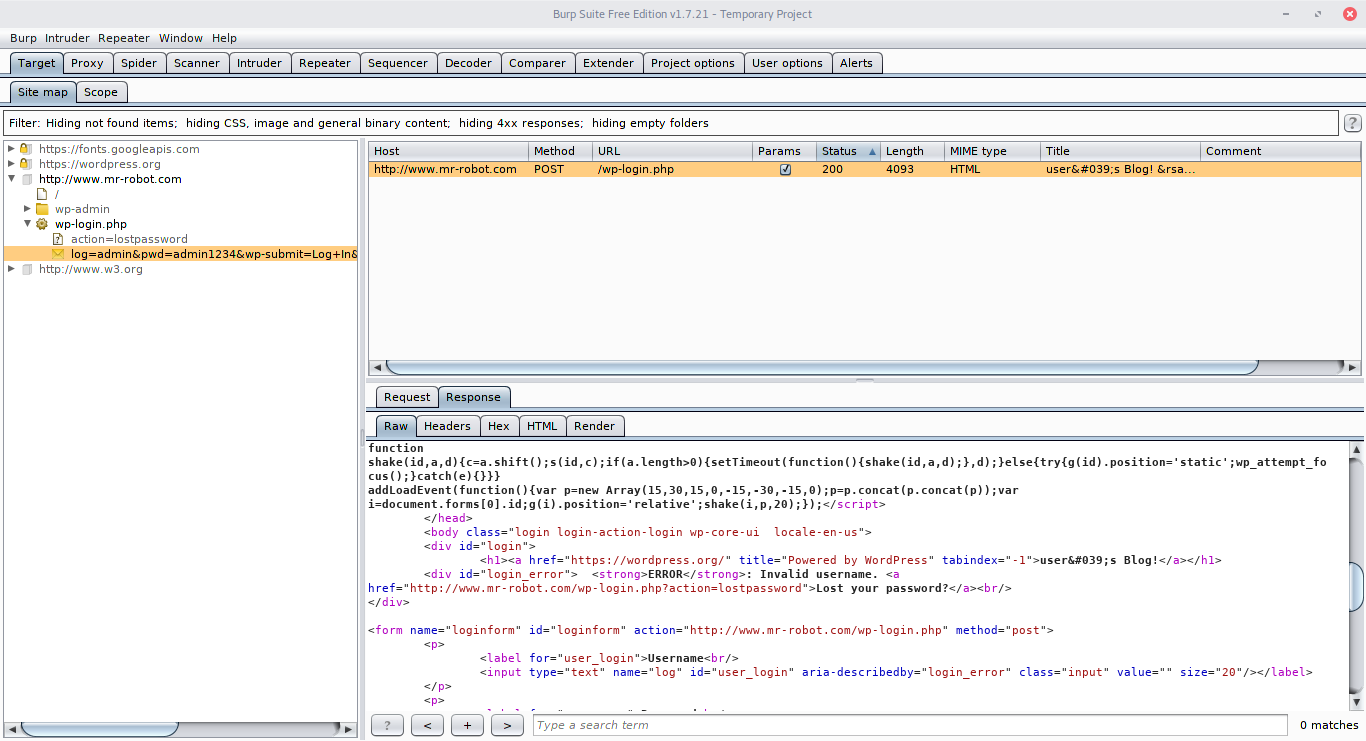 Burp Suite Free Edition v1.7.21 - Temporary Project
Burp Intruder Repeater Window Help
Target Proxy Spider Scanner Intruder Repeater Sequencer Decoder Comparer Extender Project options User options Alerts
Site map Scope
Filter: Hiding not found items; hiding CSS, image and general binary content; hiding 4xx responses; hiding empty folders
?
https://fonts.googleapis.com
https://wordpress.org
http://www.mr-robot.com
/
wp-admin
wp-login.php
action=lostpassword
log=admin&pwd=admin1234&wp-submit=Log+In&
http://www.w3.org
Host Method URL Params Status Length MIME type Title Comment
http://www.mr-robot.com POST /wp-login.php 200 4093 HTML user&#039;s Blog! &rsa...
Request Response
Raw Headers Hex HTML Render
function
shake(id,a,d){c=a.shift();s(id,c);if(a.length>0){setTimeout(function(){shake(id,a,d);},d);}else{try{g(id).position='static';wp_attempt_fo
cus();}catch(e){}}}
addLoadEvent(function(){var p=new Array(15,30,15,0,-15,-30,-15,0);p=p.concat(p.concat(p));var
i=document.forms[0].id;g(i).position='relative';shake(i,p,20);});</script>
</head>
<body class="login login-action-login wp-core-ui  locale-en-us">
<div id="login">
<h1><a href="https://wordpress.org/" title="Powered by WordPress" tabindex="-1">user&#039;s Blog!</a></h1>
<div id="login_error">  <strong>ERROR</strong>: Invalid username. <a
href="http://www.mr-robot.com/wp-login.php?action=lostpassword">Lost your password?</a><br/>
</div>
<form name="loginform" id="loginform" action="http://www.mr-robot.com/wp-login.php" method="post">
<p>
<label for="user_login">Username<br/>
<input type="text" name="log" id="user_login" aria-describedby="login_error" class="input" value="" size="20"/></label>
</p>
<p>
? < + > Type a search term 0 matches